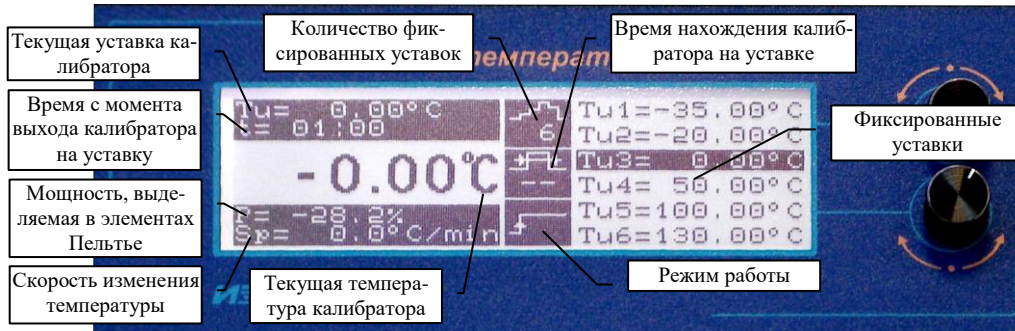 Текущая уставка ка-
либратора
Время с момента
выхода калибратора
на уставку
Мощность, выде-
ляемая в элементах
Пельтье
Скорость изменения
температуры
Количество фик-
сированных уставок
Время нахождения калиб-
ратора на уставке
Фиксированные
уставки
Режим работы
Текущая темпера-
тура калибратора
температ
Tu= 0.00°C
t= 01:00
-0.00°C
P= -28.2%
Sp= 0.0°C/min
6
--
Tu1=-35.00°C
Tu2=-20.00°C
Tu3= 0.00°C
Tu4= 50.00°C
Tu5=100.00°C
Tu6=130.00°C